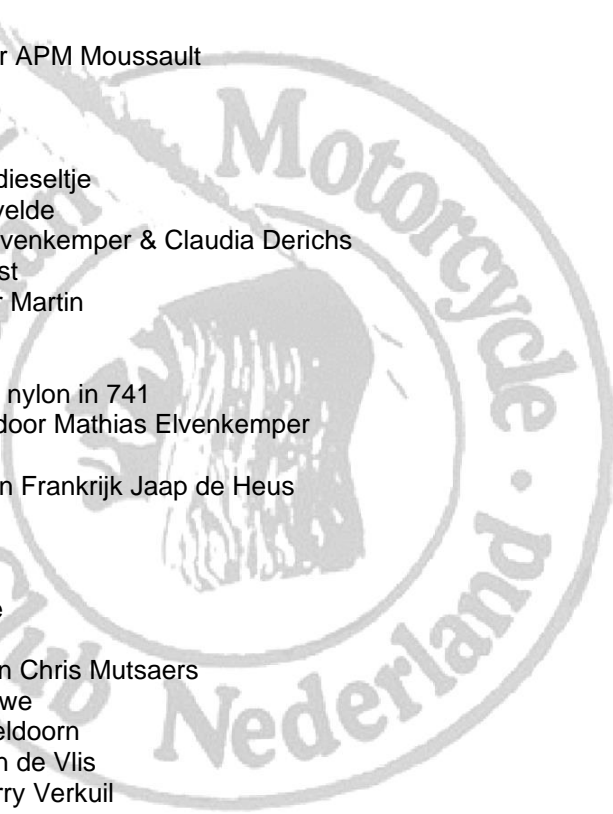 r APM Moussault
dieseltje
velde
lvenkemper & Claudia Derichs
st
r Martin
nylon in 741
door Mathias Elvenkemper
n Frankrijk Jaap de Heus
e
n Chris Mutsaers
we
eldoorn
n de Vlis
rry Verkuil
Motorcycle • Nederland Club